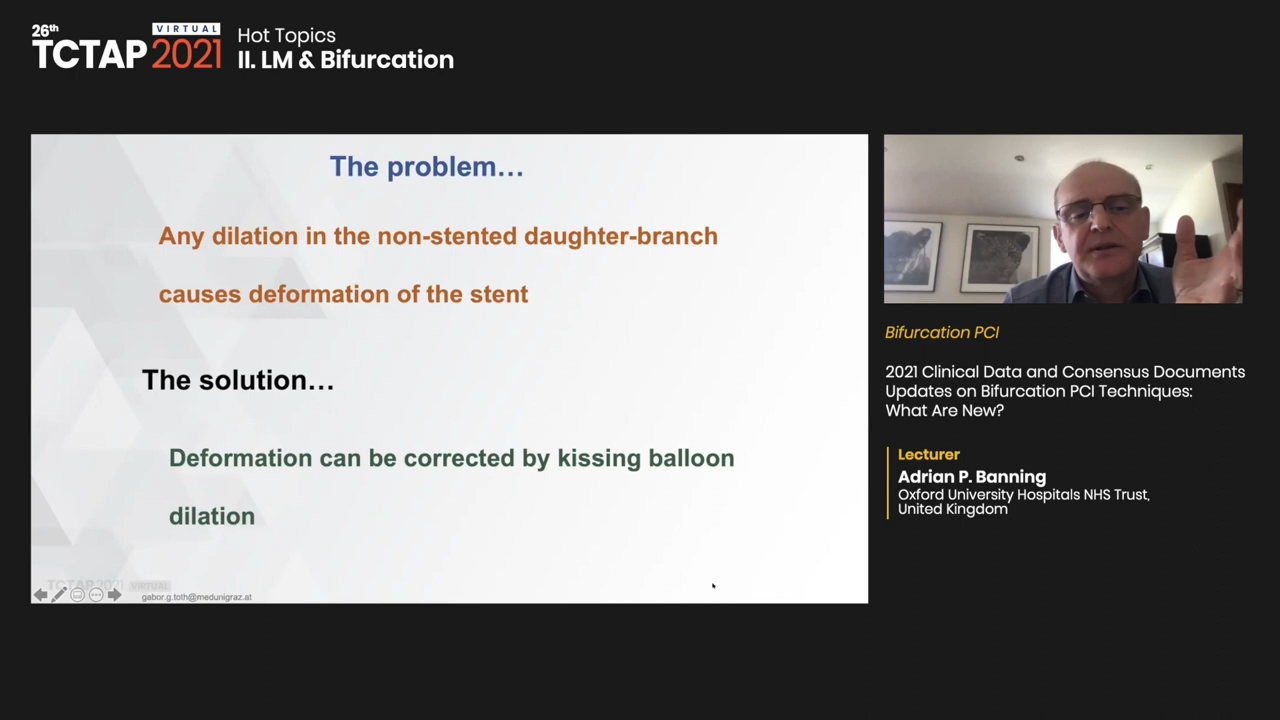 26th
VIRTUAL
TCTAP 2021
Hot Topics
II. LM & Bifurcation
The problem…
Any dilation in the non-stented daughter-branch
causes deformation of the stent
The solution…
Deformation can be corrected by kissing balloon
dilation
TCTAP 2021 VIRTUAL
gabor.g.toth@medunigraz.at
Bifurcation PCI
2021 Clinical Data and Consensus Documents
Updates on Bifurcation PCI Techniques:
What Are New?
Lecturer
Adrian P. Banning
Oxford University Hospitals NHS Trust,
United Kingdom